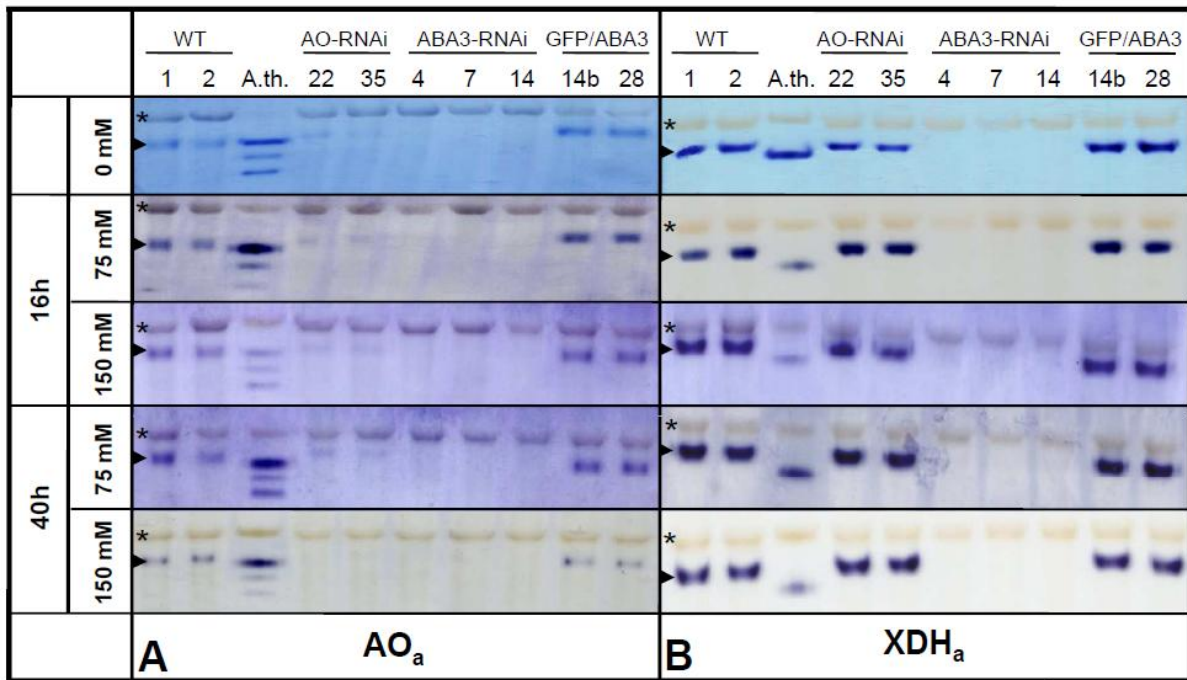 WT AO-RNAi ABA3-RNAi GFP/ABA3 WT AO-RNAi ABA3-RNAi GFP/ABA3
1 2 A.th. 22 35 4 7 14 14b 28 1 2 A.th. 22 35 4 7 14 14b 28
0 mM * *
16h
75 mM * *
150 mM * *
40h
75 mM * *
150 mM * *
A AOa B XDHa